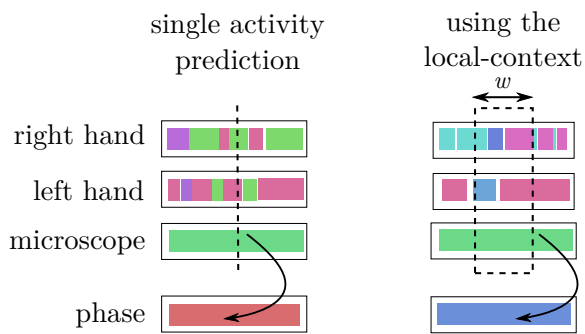 single activity
prediction
using the
local-context
w
right hand
left hand
microscope
phase